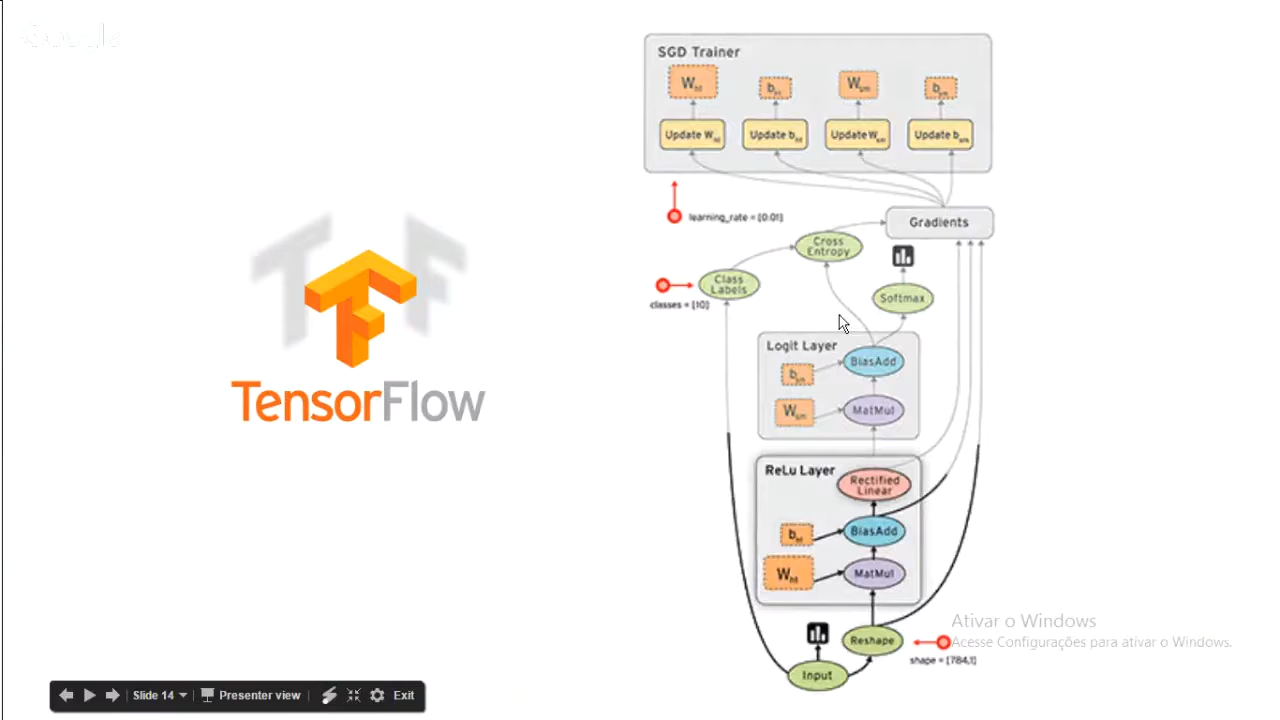 SGD Trainer
Update
Update
Update
Update
learning_rate = [0.01]
Gradients
Cross
Entropy
Class
Labels
classes = [10]
Softmax
TensorFlow
Logit Layer
BiasAdd
MatMul
ReLu Layer
Rectified
Linear
BiasAdd
MatMul
Reshape
shape = [784,1]
Input
Ativar o Windows
Acesse Configurações para ativar o Windows.
Slide 14
Presenter view
Exit